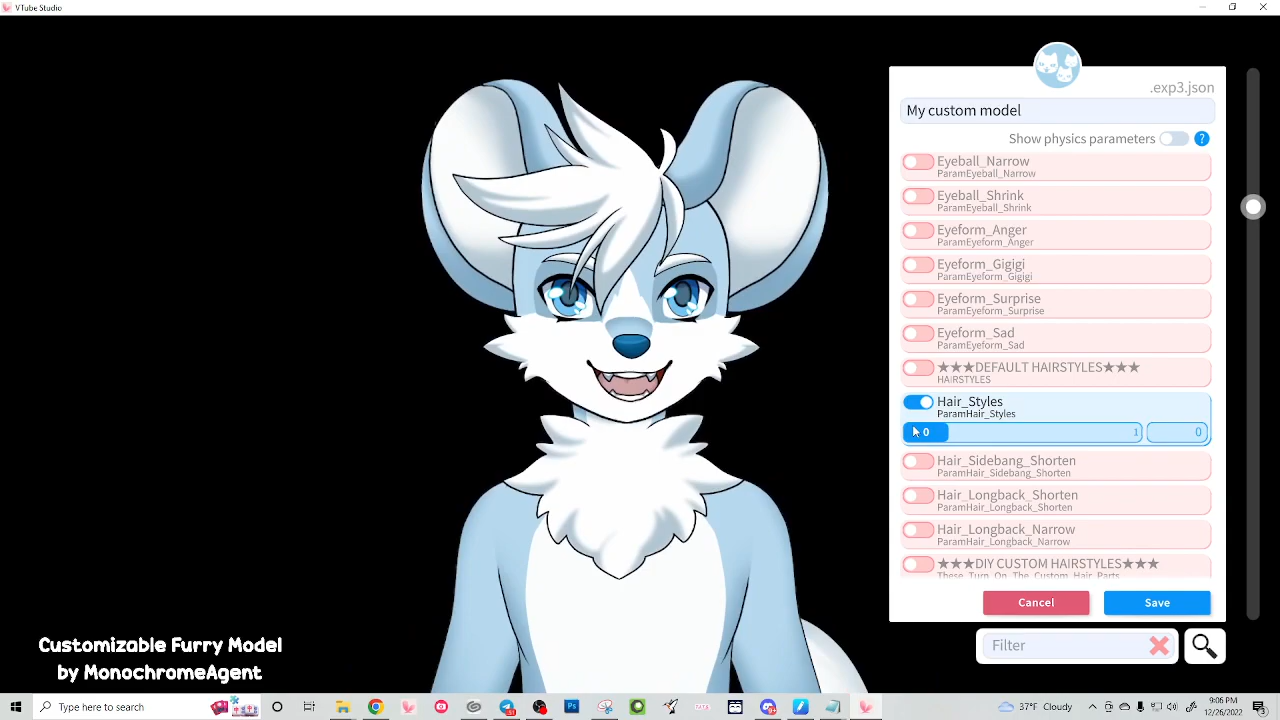 VTube Studio
.exp3.json
My custom model
Show physics parameters ?
Eyeball_Narrow
ParamEyeball_Narrow
Eyeball_Shrink
ParamEyeball_Shrink
Eyeform_Anger
ParamEyeform_Anger
Eyeform_Gigigi
ParamEyeform_Gigigi
Eyeform_Surprise
ParamEyeform_Surprise
Eyeform_Sad
ParamEyeform_Sad
★★★DEFAULT HAIRSTYLES★★★
HAIRSTYLES
Hair_Styles
ParamHair_Styles
0 1 0
Hair_Sidebang_Shorten
ParamHair_Sidebang_Shorten
Hair_Longback_Shorten
ParamHair_Longback_Shorten
Hair_Longback_Narrow
ParamHair_Longback_Narrow
★★★DIY CUSTOM HAIRSTYLES★★★
These_Turn_On_The_Custom_Hair_Parts
Cancel Save
Filter
Customizable Furry Model
by MonochromeAgent
Type here to search
37°F Cloudy
9:06 PM
12/26/2022